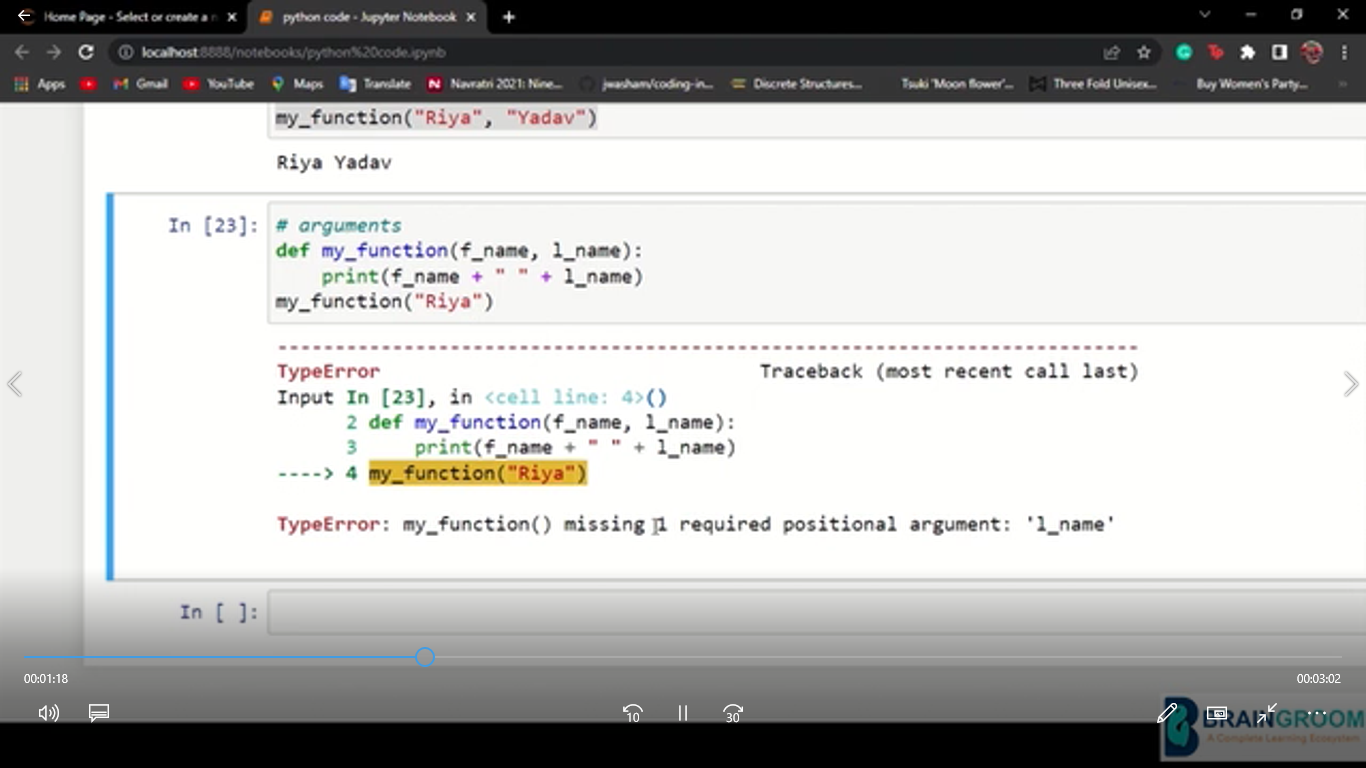 Home Page - Select or create a n
python code - Jupyter Notebook
localhost:8888/notebooks/python%20code.ipynb
Apps Gmail YouTube Maps Translate Navratri 2021: Nine... jwasham/coding-in... Discrete Structures... Tsuki 'Moon flower'... Three Fold Unisex... Buy Women's Party...
my_function("Riya", "Yadav")
Riya Yadav
In [23]: # arguments
def my_function(f_name, l_name):
    print(f_name + " " + l_name)
my_function("Riya")
---------------------------------------------------------------------------
TypeError Traceback (most recent call last)
Input In [23], in <cell line: 4>()
2 def my_function(f_name, l_name):
3     print(f_name + " " + l_name)
----> 4 my_function("Riya")
TypeError: my_function() missing 1 required positional argument: 'l_name'
In [ ]:
00:01:18 00:03:02
10 30
BRAINGROOM
A Complete Learning Ecosystem